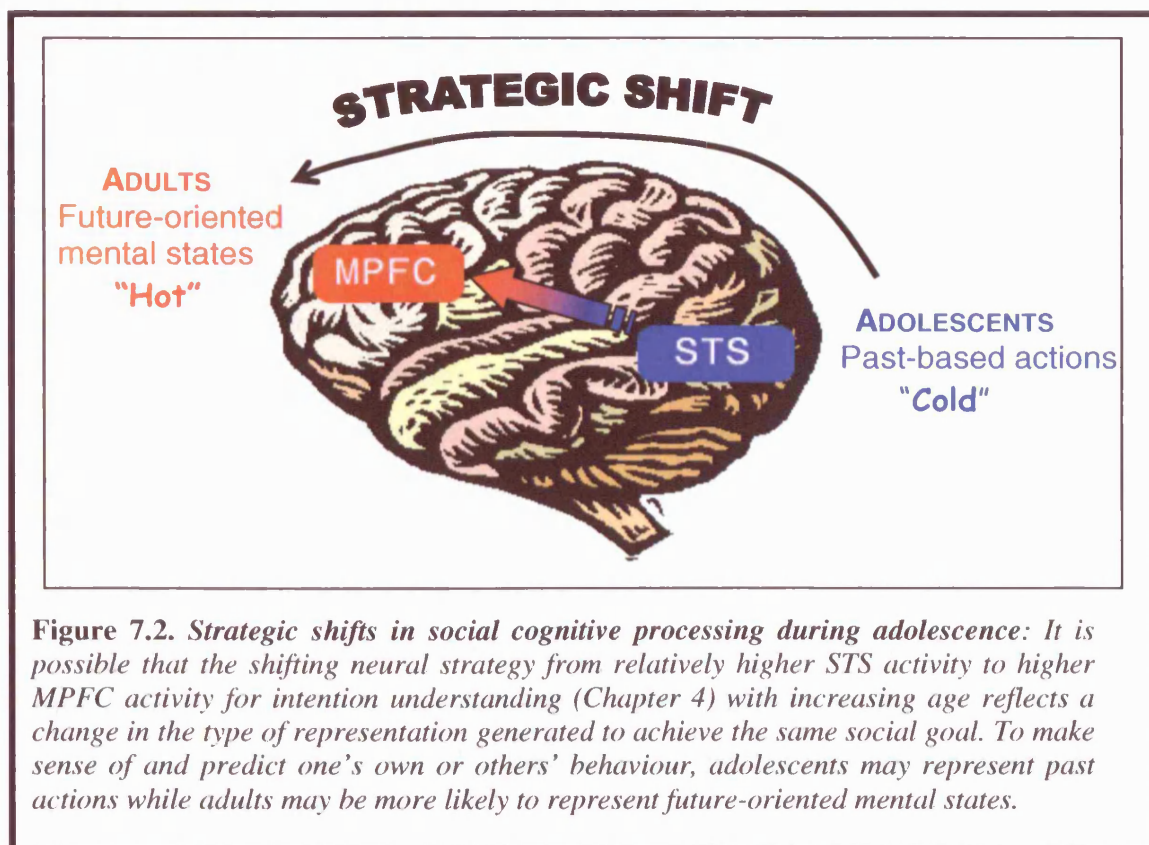 STRATEGIC SHIFT
ADULTS
Future-oriented
mental states
"Hot"
MPFC
STS
ADOLESCENTS
Past-based actions
"Cold"
Figure 7.2. Strategic shifts in social cognitive processing during adolescence: It is
possible that the shifting neural strategy from relatively higher STS activity to higher
MPFC activity for intention understanding (Chapter 4) with increasing age reflects a
change in the type of representation generated to achieve the same social goal. To make
sense of and predict one's own or others' behaviour, adolescents may represent past
actions while adults may be more likely to represent future-oriented mental states.